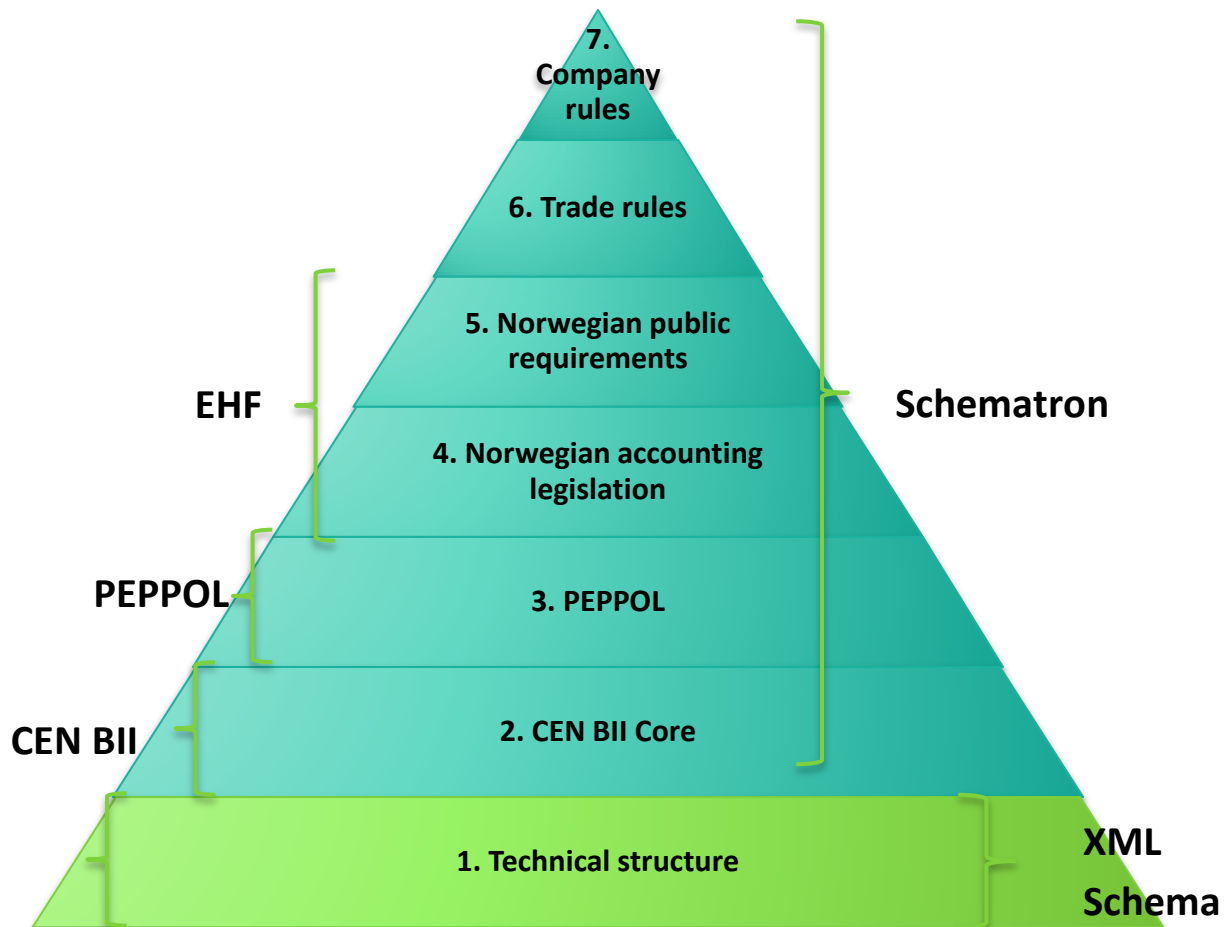 7.
Company
rules
6. Trade rules
5. Norwegian public
requirements
EHF
Schematron
4. Norwegian accounting
legislation
PEPPOL
3. PEPPOL
CEN BII
2. CEN BII Core
1. Technical structure
XML
Schema